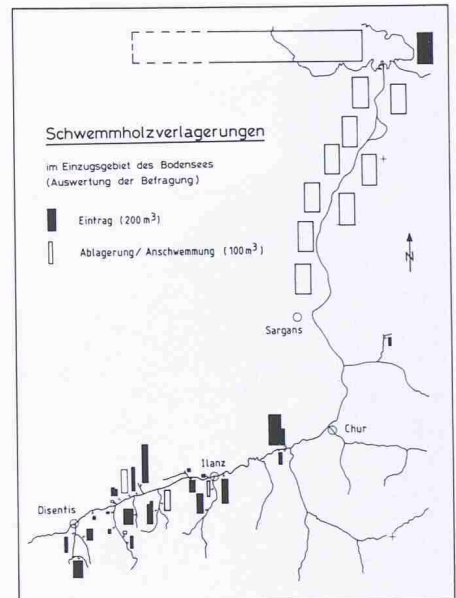 Schwemmholzverlagerungen
im Einzugsgebiet des Bodensees
(Auswertung der Befragung)
Eintrag (200 m³)
Ablagerung/Anschwemmung (100 m³)
N
Sargans
Chur
Ilanz
Disentis